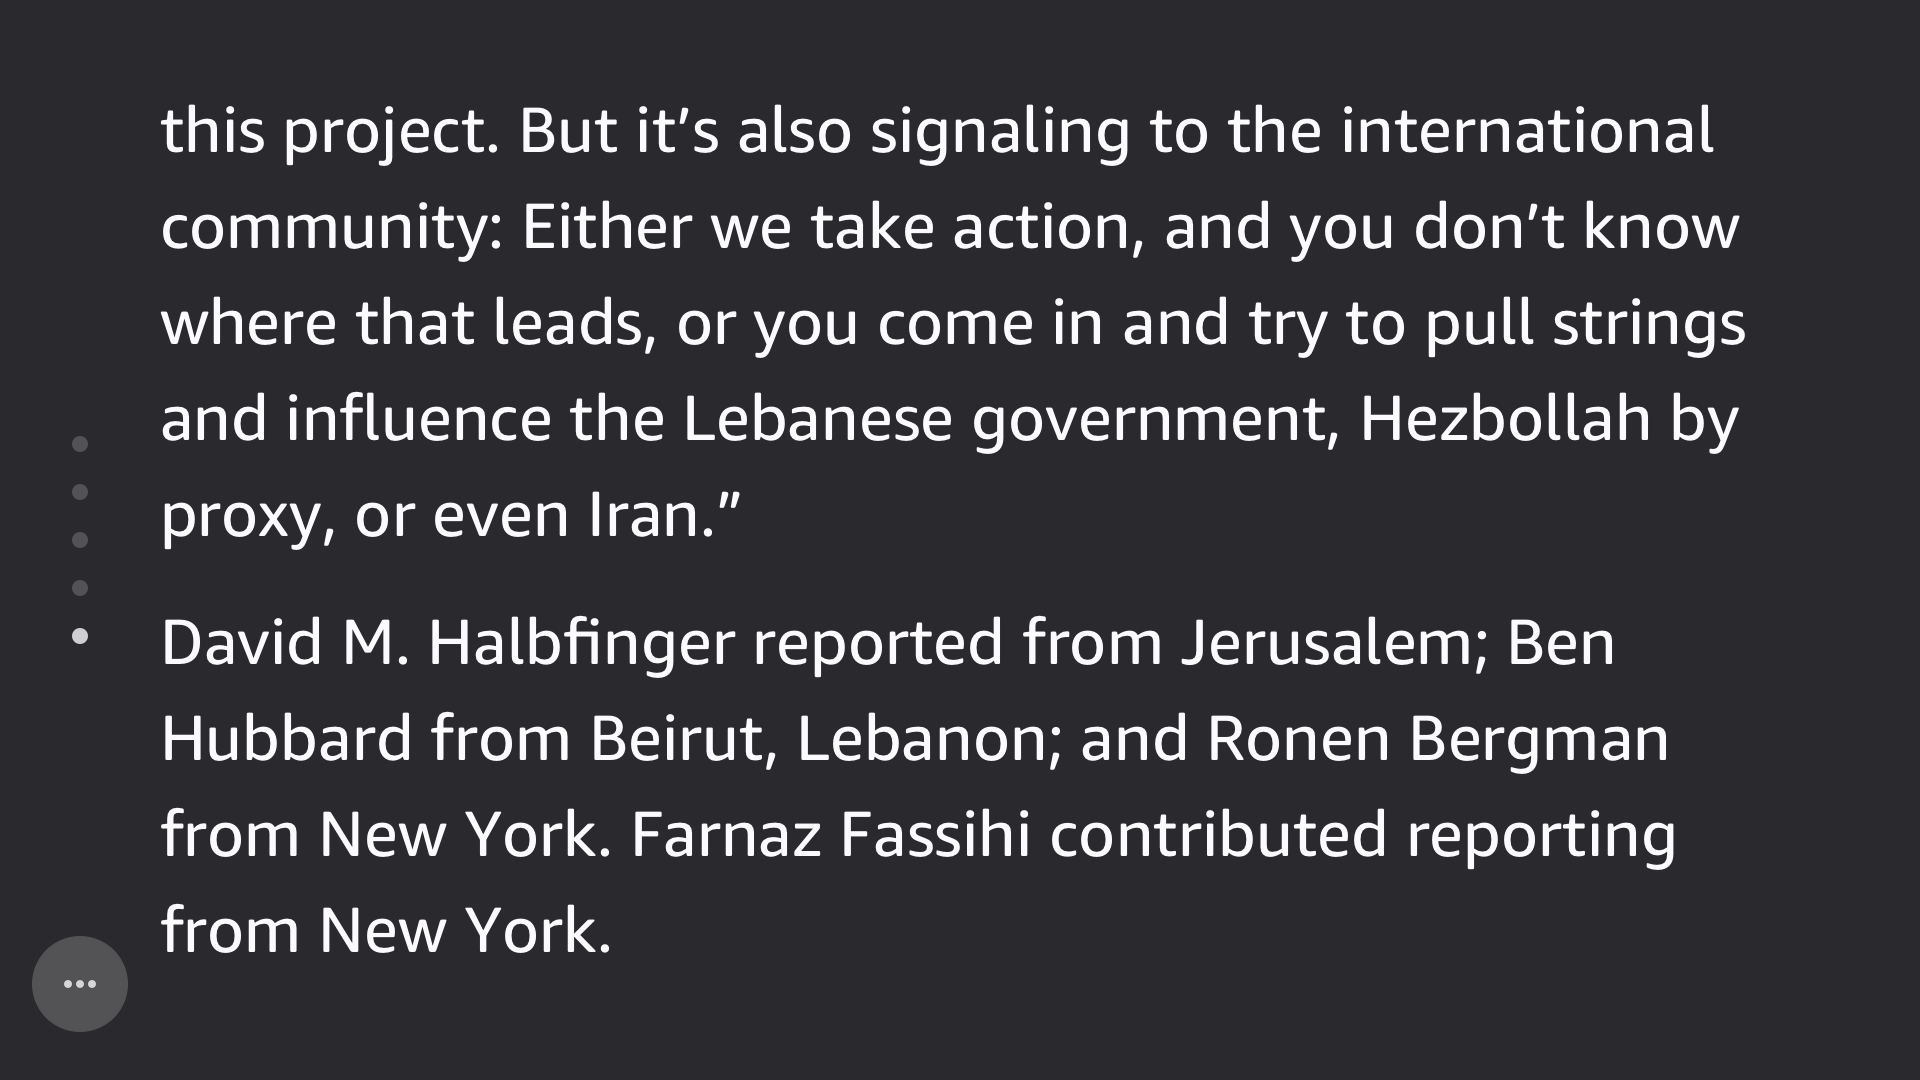 this project. But it’s also signaling to the international
community: Either we take action, and you don’t know
where that leads, or you come in and try to pull strings
and influence the Lebanese government, Hezbollah by
proxy, or even Iran.”
David M. Halbfinger reported from Jerusalem; Ben
Hubbard from Beirut, Lebanon; and Ronen Bergman
from New York. Farnaz Fassihi contributed reporting
from New York.